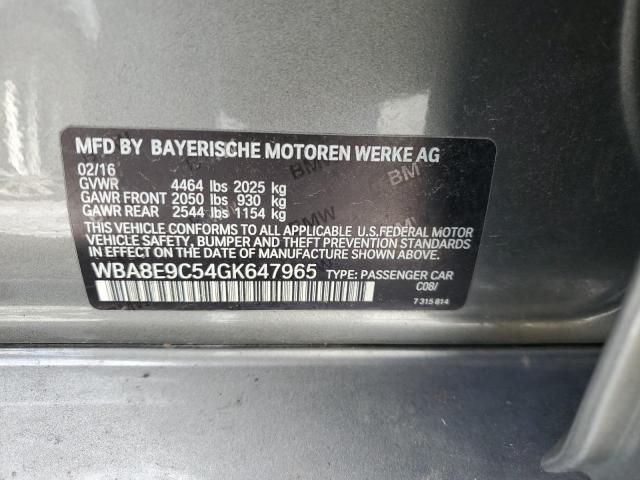 MFD BY BAYERISCHE MOTOREN WERKE AG
02/16
GVWR 4464 lbs 2025 kg
GAWR FRONT 2050 lbs 930 kg
GAWR REAR 2544 lbs 1154 kg
THIS VEHICLE CONFORMS TO ALL APPLICABLE U.S.FEDERAL MOTOR
VEHICLE SAFETY, BUMPER, AND THEFT PREVENTION STANDARDS
IN EFFECT ON THE DATE OF MANUFACTURE SHOWN ABOVE.
WBA8E9C54GK647965 TYPE: PASSENGER CAR
C08/
7 315 814